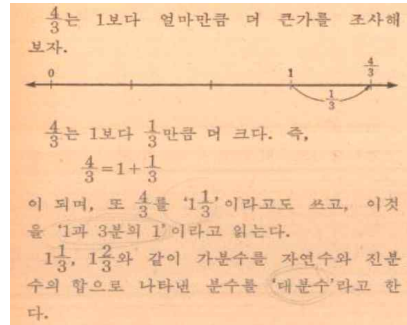 4/3는 1보다 얼마만큼 더 큰가를 조사해
보자.
0 1 4/3
1/3
4/3는 1보다 1/3만큼 더 크다. 즉,
4/3=1+1/3
이 되며, 또 4/3를 '1 1/3'이라고도 쓰고, 이것
을 '1과 3분의 1'이라고 읽는다.
1 1/3, 1 2/3와 같이 가분수를 자연수와 진분
수의 합으로 나타낸 분수를 '대분수'라고 한
다.